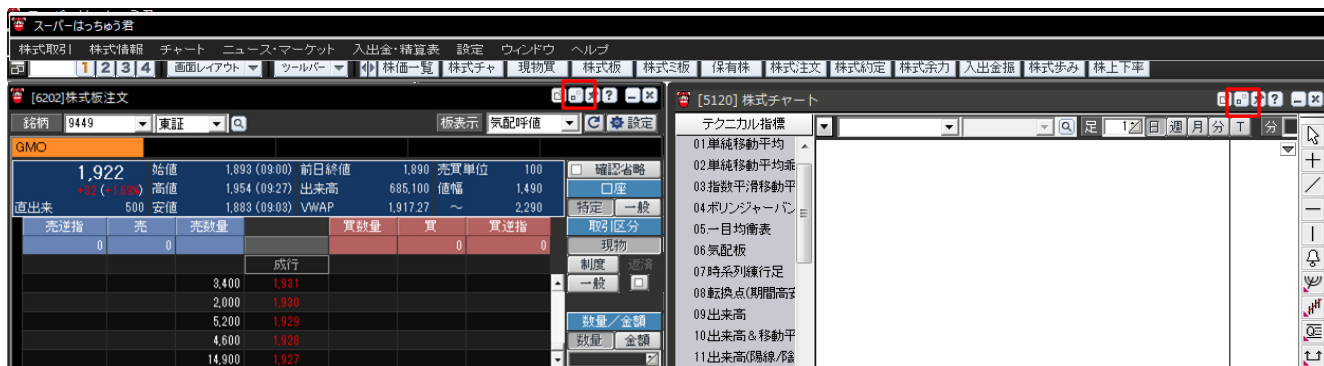 スーパーはっちゅう君
株式取引 株式情報 チャート ニュース・マーケット 入出金・精算表 設定 ウィンドウ ヘルプ
1 2 3 4 画面レイアウト ツールバー 株価一覧 株式チャ 現物買 株式板 株式ミ板 保有株 株式注文 株式約定 株式余力 入出金振 株式歩み 株上下率
[6202]株式板注文
銘柄 9449 東証 板表示 気配呼値 設定
GMO
1,922 始値 1,893 (09:00) 前日終値 1,890 売買単位 100 確認省略
+32 (+1.69%) 高値 1,954 (09:27) 出来高 685,100 値幅 1,490 口座
直出来 500 安値 1,883 (09:03) VWAP 1,917.27 ～ 2,290 特定 一般
売逆指 売 売数量 買数量 買 買逆指 取引区分
0 0 0 0 現物
成行 制度 返済
3,400 1,931 一般
2,000 1,930
5,200 1,929 数量／金額
4,600 1,928 数量 金額
14,900 1,927
[5120] 株式チャート
テクニカル指標 足 1 日 週 月 分 T 分
01単純移動平均
02単純移動平均乖
03指数平滑移動平
04ボリンジャーバン
05一目均衡表
06気配板
07時系列練行足
08転換点(期間高安
09出来高
10出来高＆移動平
11出来高(陽線/陰